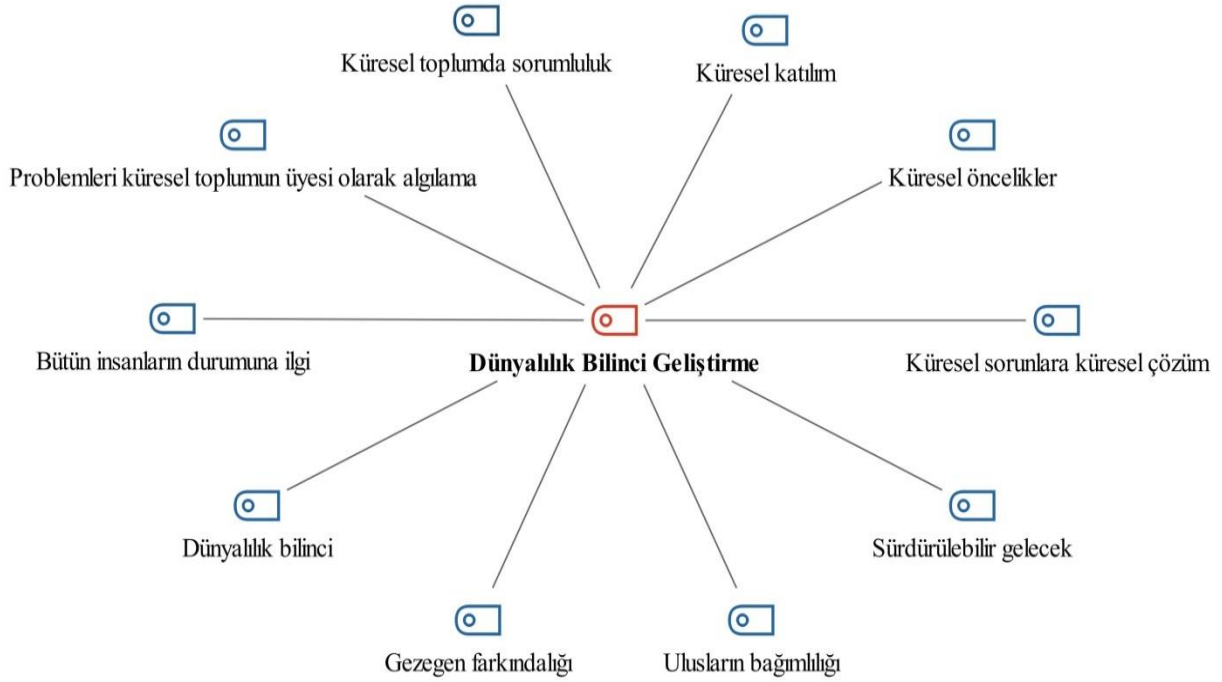 Küresel toplumda sorumluluk
Küresel katılım
Problemleri küresel toplumun üyesi olarak algılama
Küresel öncelikler
Bütün insanların durumuna ilgi
Dünyalılık Bilinci Geliştirme
Küresel sorunlara küresel çözüm
Dünyalılık bilinci
Sürdürülebilir gelecek
Gezegen farkındalığı
Ulusların bağımlılığı